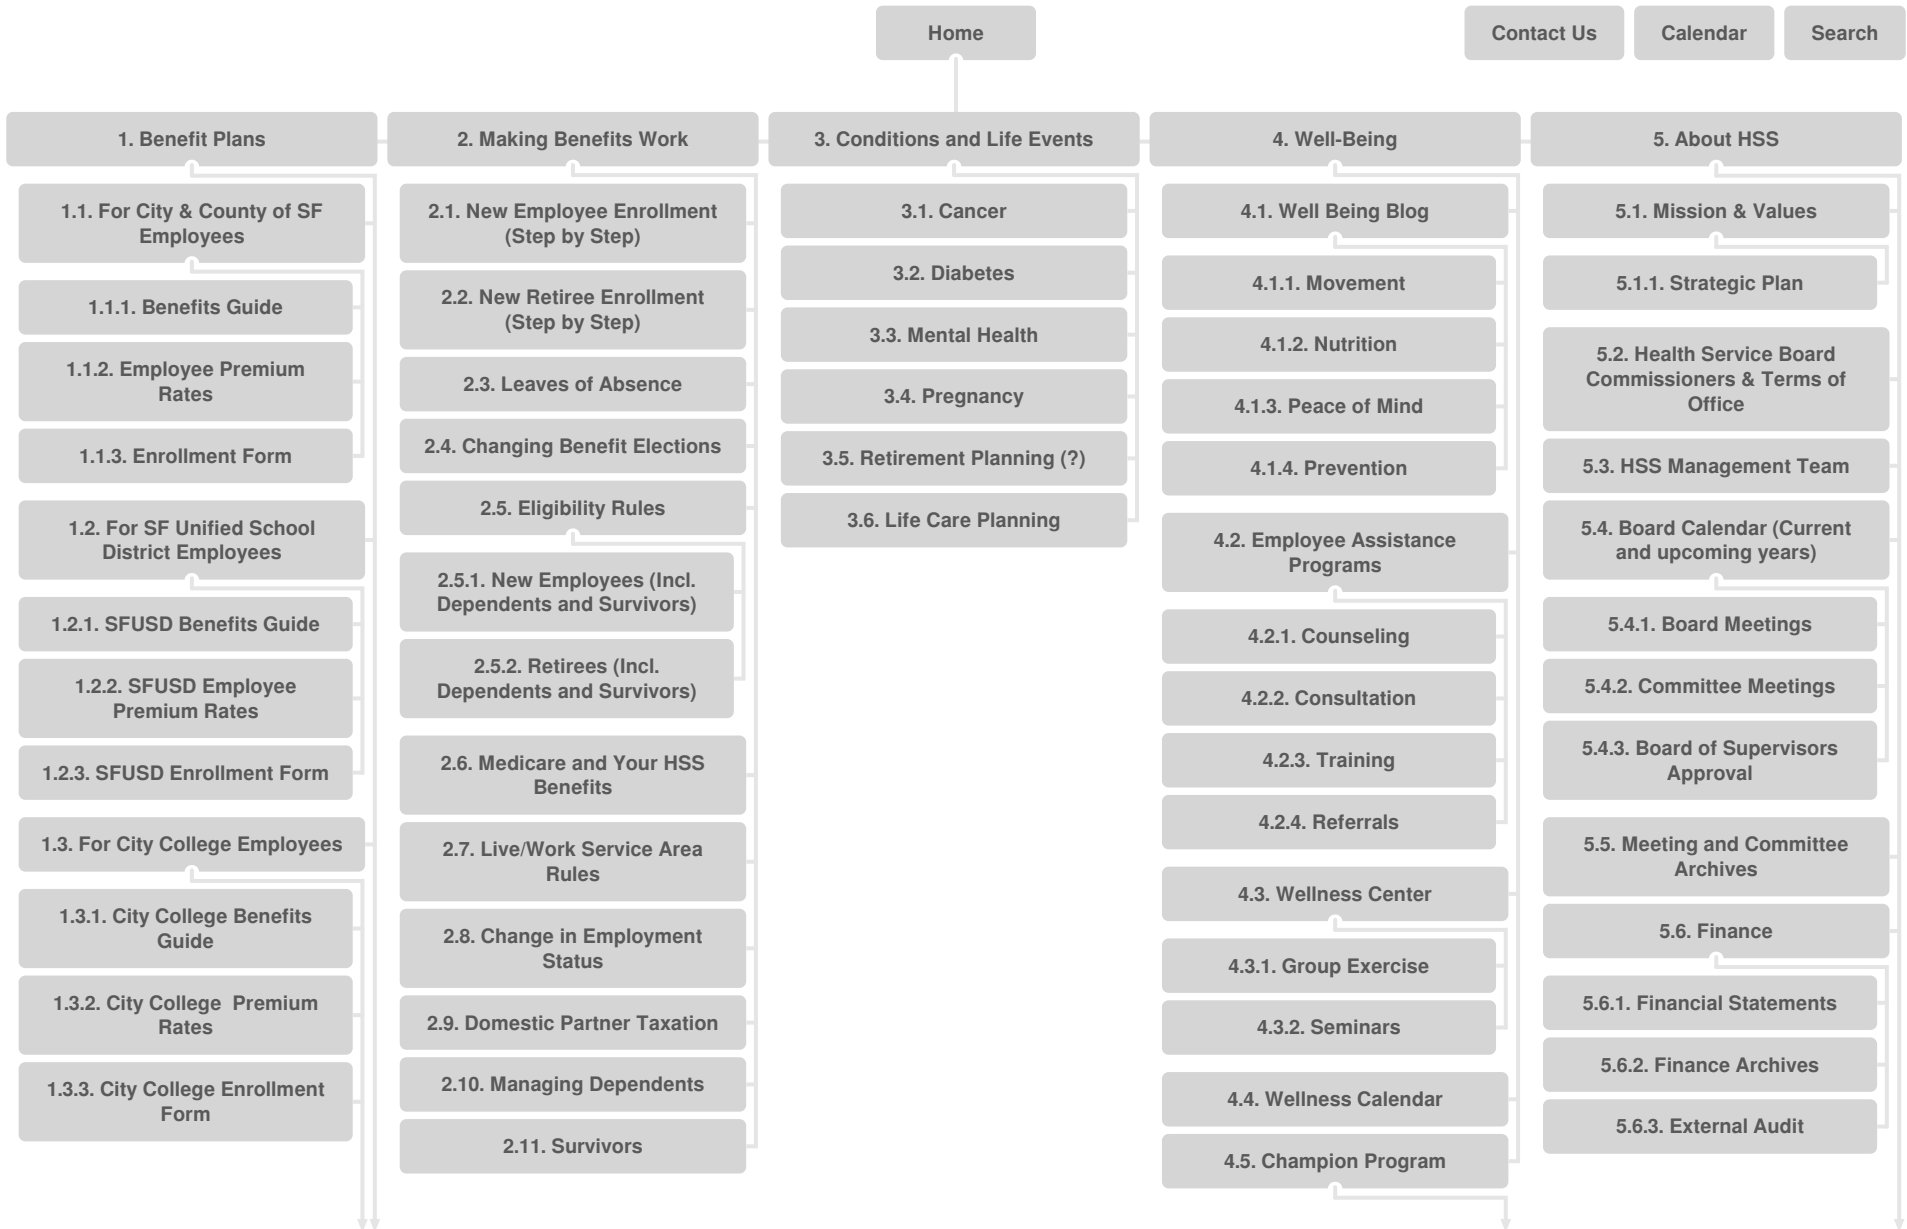 Home
Contact Us
Calendar
Search
1. Benefit Plans
1.1. For City & County of SF
Employees
1.1.1. Benefits Guide
1.1.2. Employee Premium
Rates
1.1.3. Enrollment Form
1.2. For SF Unified School
District Employees
1.2.1. SFUSD Benefits Guide
1.2.2. SFUSD Employee
Premium Rates
1.2.3. SFUSD Enrollment Form
1.3. For City College Employees
1.3.1. City College Benefits
Guide
1.3.2. City College  Premium
Rates
1.3.3. City College Enrollment
Form
2. Making Benefits Work
2.1. New Employee Enrollment
(Step by Step)
2.2. New Retiree Enrollment
(Step by Step)
2.3. Leaves of Absence
2.4. Changing Benefit Elections
2.5. Eligibility Rules
2.5.1. New Employees (Incl.
Dependents and Survivors)
2.5.2. Retirees (Incl.
Dependents and Survivors)
2.6. Medicare and Your HSS
Benefits
2.7. Live/Work Service Area
Rules
2.8. Change in Employment
Status
2.9. Domestic Partner Taxation
2.10. Managing Dependents
2.11. Survivors
3. Conditions and Life Events
3.1. Cancer
3.2. Diabetes
3.3. Mental Health
3.4. Pregnancy
3.5. Retirement Planning (?)
3.6. Life Care Planning
4. Well-Being
4.1. Well Being Blog
4.1.1. Movement
4.1.2. Nutrition
4.1.3. Peace of Mind
4.1.4. Prevention
4.2. Employee Assistance
Programs
4.2.1. Counseling
4.2.2. Consultation
4.2.3. Training
4.2.4. Referrals
4.3. Wellness Center
4.3.1. Group Exercise
4.3.2. Seminars
4.4. Wellness Calendar
4.5. Champion Program
5. About HSS
5.1. Mission & Values
5.1.1. Strategic Plan
5.2. Health Service Board
Commissioners & Terms of
Office
5.3. HSS Management Team
5.4. Board Calendar (Current
and upcoming years)
5.4.1. Board Meetings
5.4.2. Committee Meetings
5.4.3. Board of Supervisors
Approval
5.5. Meeting and Committee
Archives
5.6. Finance
5.6.1. Financial Statements
5.6.2. Finance Archives
5.6.3. External Audit